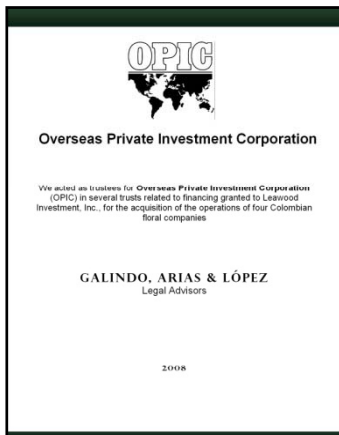 OPIC
Overseas Private Investment Corporation
We acted as trustees for Overseas Private Investment Corporation
(OPIC) in several trusts related to financing granted to Leawood
Investment, Inc., for the acquisition of the operations of four Colombian
floral companies
GALINDO, ARIAS & LÓPEZ
Legal Advisors
2008